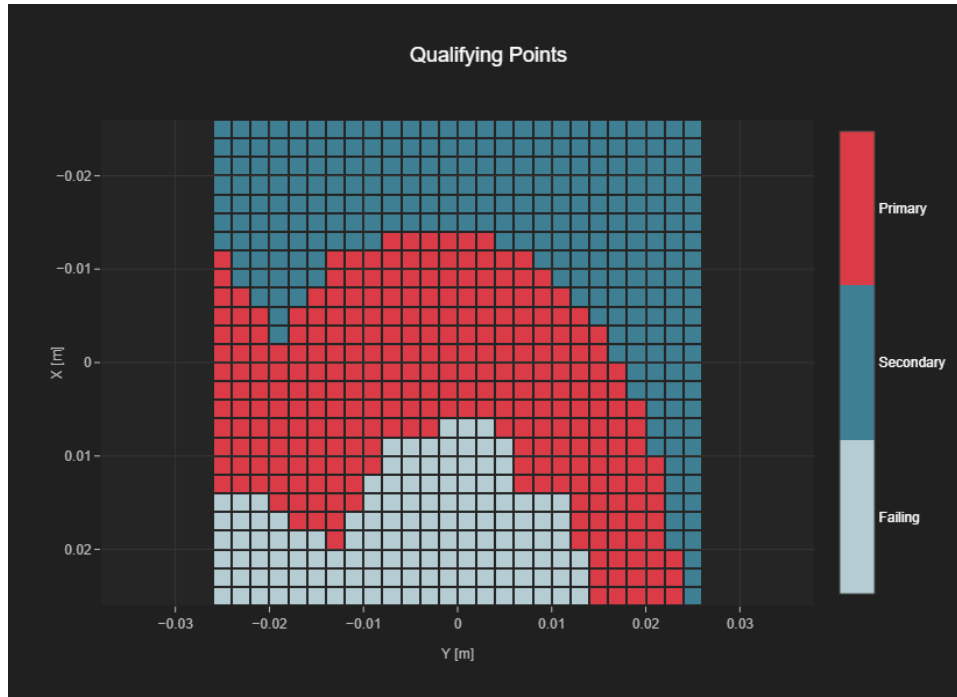 Qualifying Points
−0.02
−0.01
0
0.01
0.02
X [m]
−0.03
−0.02
−0.01
0
0.01
0.02
0.03
Y [m]
Primary
Secondary
Failing